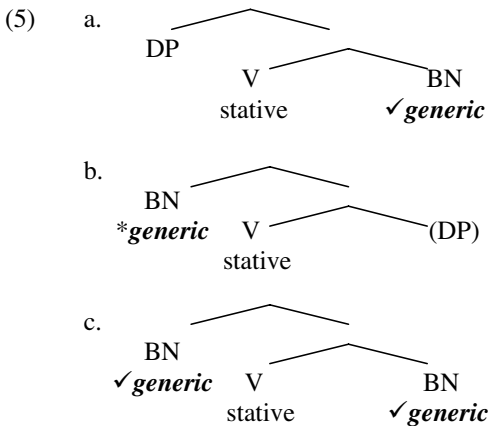 (5) a.
DP
V BN
stative ✓generic
b.
BN
*generic V (DP)
stative
c.
BN
✓generic V BN
stative ✓generic